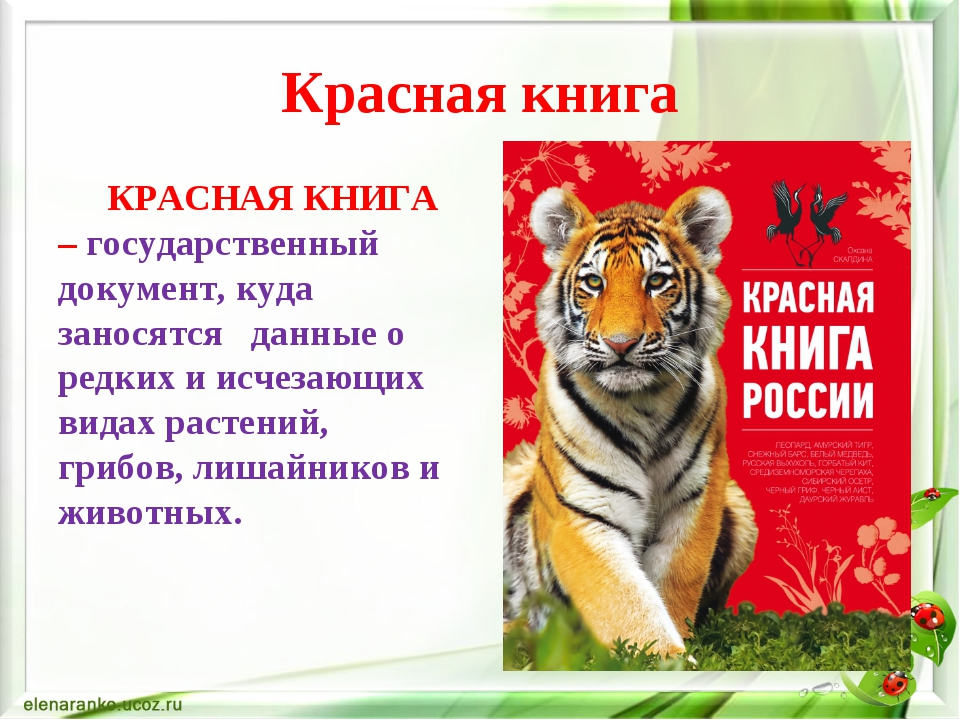 Красная книга
КРАСНАЯ КНИГА
– государственный
документ, куда
заносятся данные о
редких и исчезающих
видах растений,
грибов, лишайников и
животных.
Оксана
СКАЛДИНА
КРАСНАЯ
КНИГА
РОССИИ
ЛЕОПАРД, АМУРСКИЙ ТИГР,
СНЕЖНЫЙ БАРС, БЕЛЫЙ МЕДВЕДЬ,
РУССКАЯ ВЫХУХОЛЬ, ГОРБАТЫЙ КИТ,
СРЕДИЗЕМНОМОРСКАЯ ЧЕРЕПАХА,
СИБИРСКИЙ ОСЕТР,
ЧЕРНЫЙ ГРИФ, ЧЕРНЫЙ АИСТ,
ДАУРСКИЙ ЖУРАВЛЬ
elenaranko.ucoz.ru